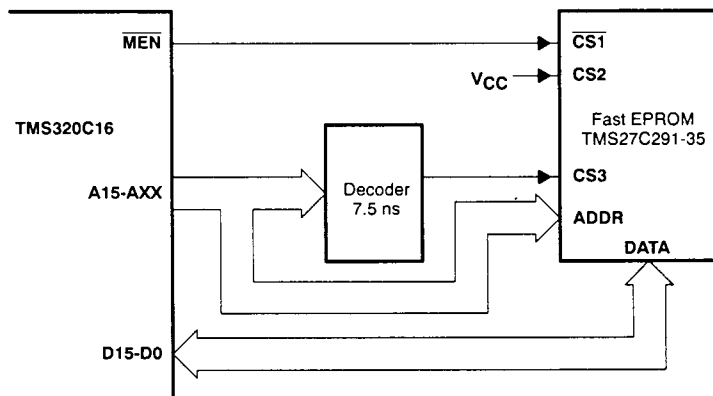 MEN
CS1
VCC
CS2
TMS320C16
Fast EPROM
TMS27C291-35
Decoder
7.5 ns
CS3
A15-AXX
ADDR
DATA
D15-D0